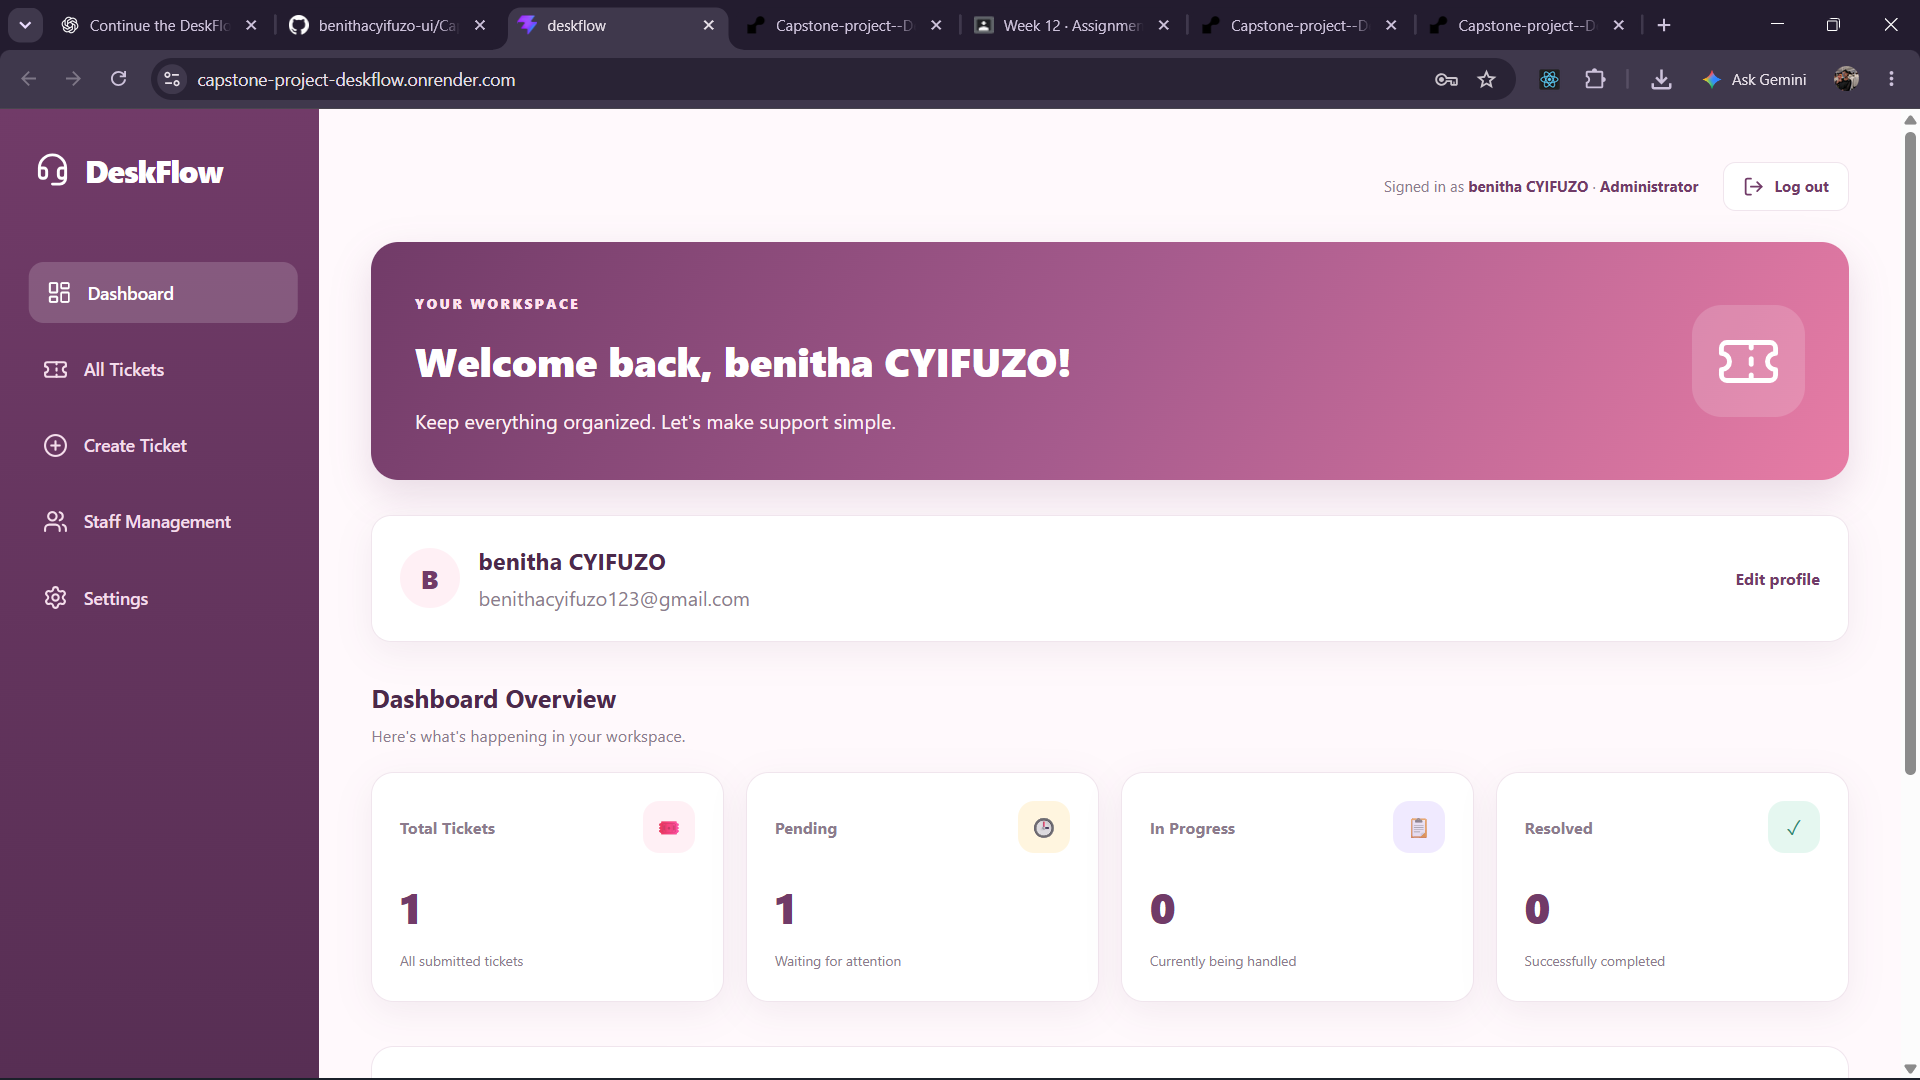 Continue the DeskFlo
benithacyifuzo-ui/Ca
deskflow
Capstone-project--D
Week 12 · Assignmer
Capstone-project--D
Capstone-project--D
capstone-project-deskflow.onrender.com
Ask Gemini
DeskFlow
Dashboard
All Tickets
Create Ticket
Staff Management
Settings
Signed in as benitha CYIFUZO · Administrator
Log out
YOUR WORKSPACE
Welcome back, benitha CYIFUZO!
Keep everything organized. Let's make support simple.
B
benitha CYIFUZO
benithacyifuzo123@gmail.com
Edit profile
Dashboard Overview
Here's what's happening in your workspace.
Total Tickets
1
All submitted tickets
Pending
1
Waiting for attention
In Progress
0
Currently being handled
Resolved
0
Successfully completed